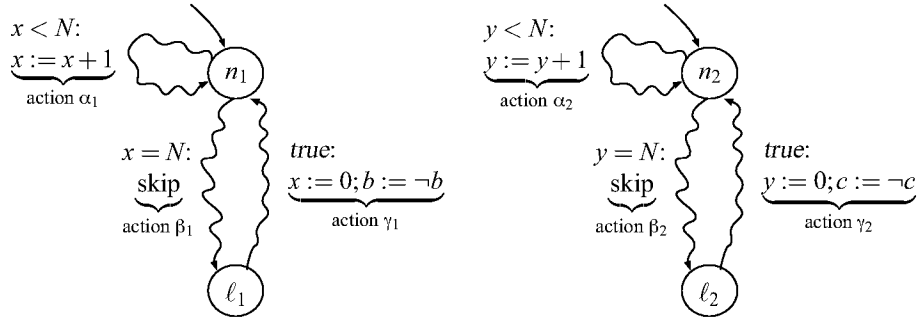 x < N:
x := x + 1
action α₁
n₁
x = N:
skip
action β₁
true:
x := 0; b := ¬b
action γ₁
ℓ₁
y < N:
y := y + 1
action α₂
n₂
y = N:
skip
action β₂
true:
y := 0; c := ¬c
action γ₂
ℓ₂